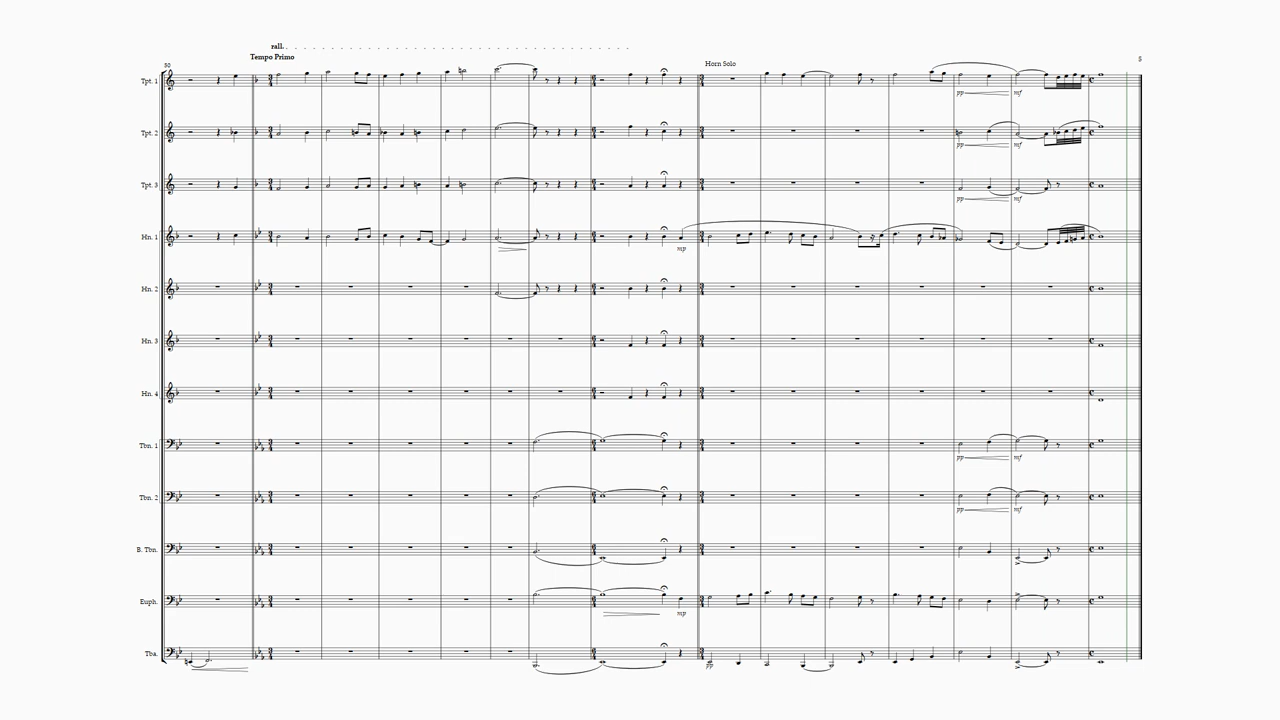 rall.
Tempo Primo
30
Horn Solo
5
Tpt. 1
pp mf
Tpt. 2
pp mf
Tpt. 3
pp mf
Hn. 1
mp
Hn. 2
Hn. 3
Hn. 4
Tbn. 1
pp mf
Tbn. 2
pp mf
B. Tbn.
Euph.
mp
Tba.
pp